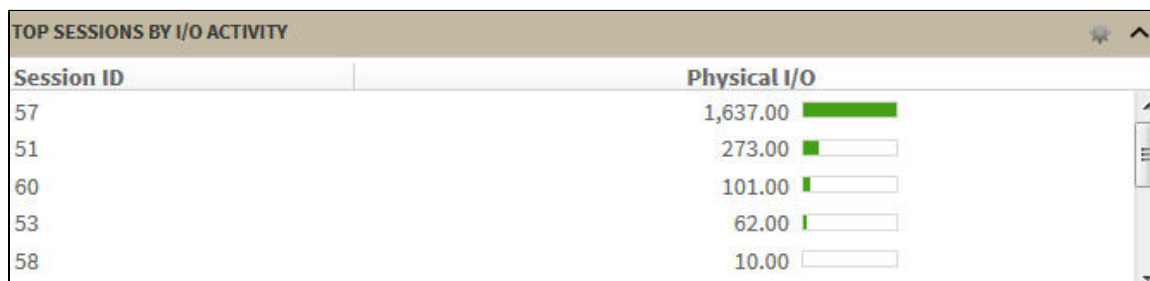 TOP SESSIONS BY I/O ACTIVITY
Session ID Physical I/O
57 1,637.00
51 273.00
60 101.00
53 62.00
58 10.00